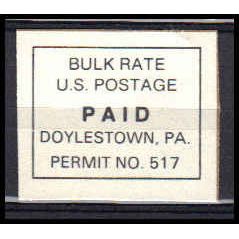 BULK RATE
U.S. POSTAGE
PAID
DOYLESTOWN, PA.
PERMIT NO. 517